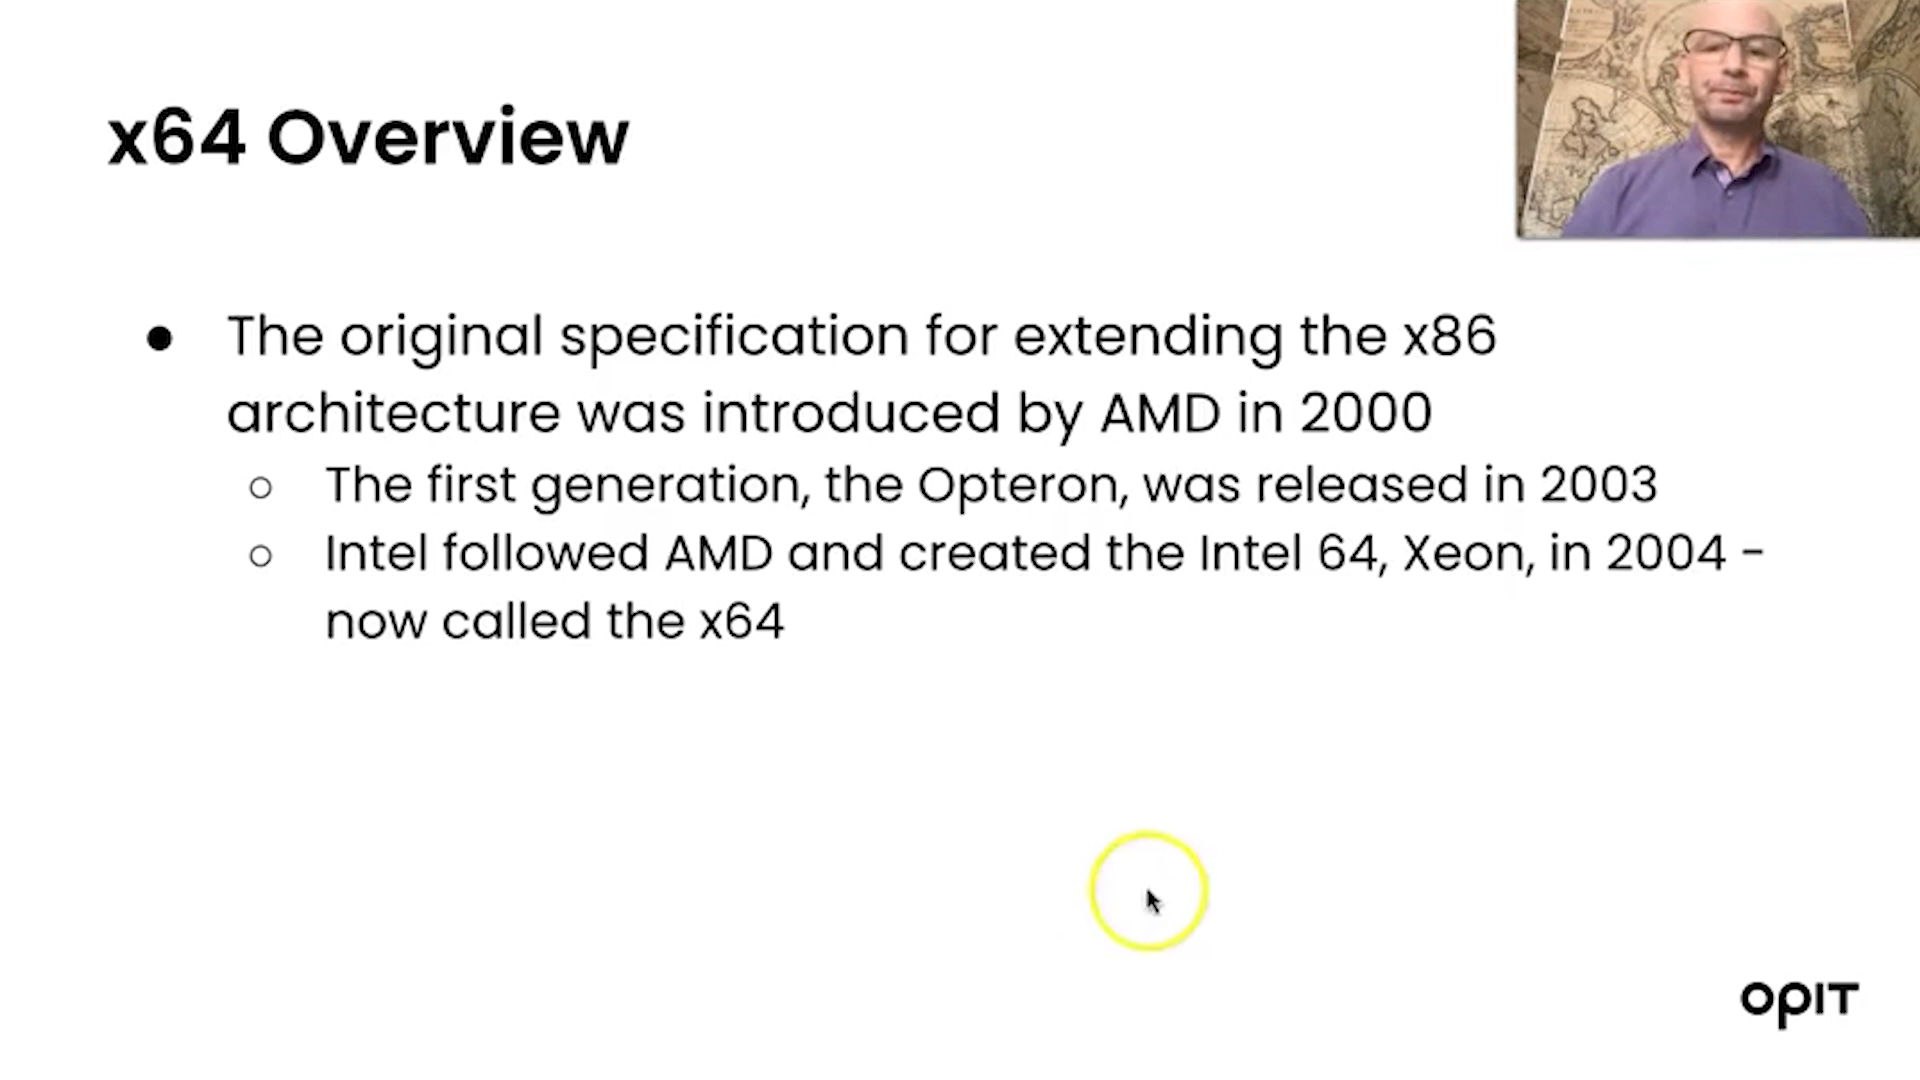 x64 Overview
● The original specification for extending the x86
architecture was introduced by AMD in 2000
○ The first generation, the Opteron, was released in 2003
○ Intel followed AMD and created the Intel 64, Xeon, in 2004 -
now called the x64
OPIT